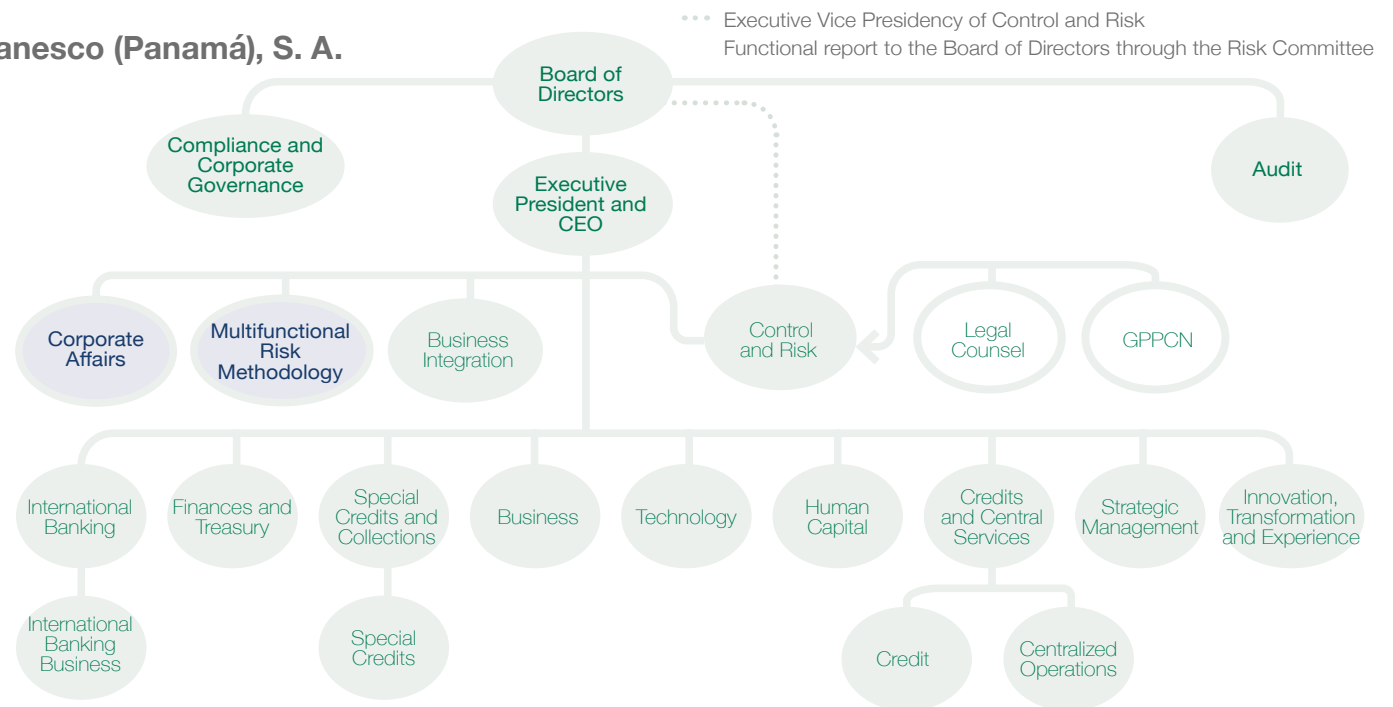 Executive Vice Presidency of Control and Risk
anesco (Panamá), S. A.
Functional report to the Board of Directors through the Risk Committee
Board of
Directors
Compliance and
Corporate
Governance
Audit
Executive
President and
CEO
Corporate
Affairs
Multifunctional
Risk
Methodology
Business
Integration
Control
and Risk
Legal
Counsel
GPPCN
International
Banking
Finances and
Treasury
Special
Credits and
Collections
Business
Technology
Human
Capital
Credits
and Central
Services
Strategic
Management
Innovation,
Transformation
and Experience
International
Banking
Business
Special
Credits
Credit
Centralized
Operations